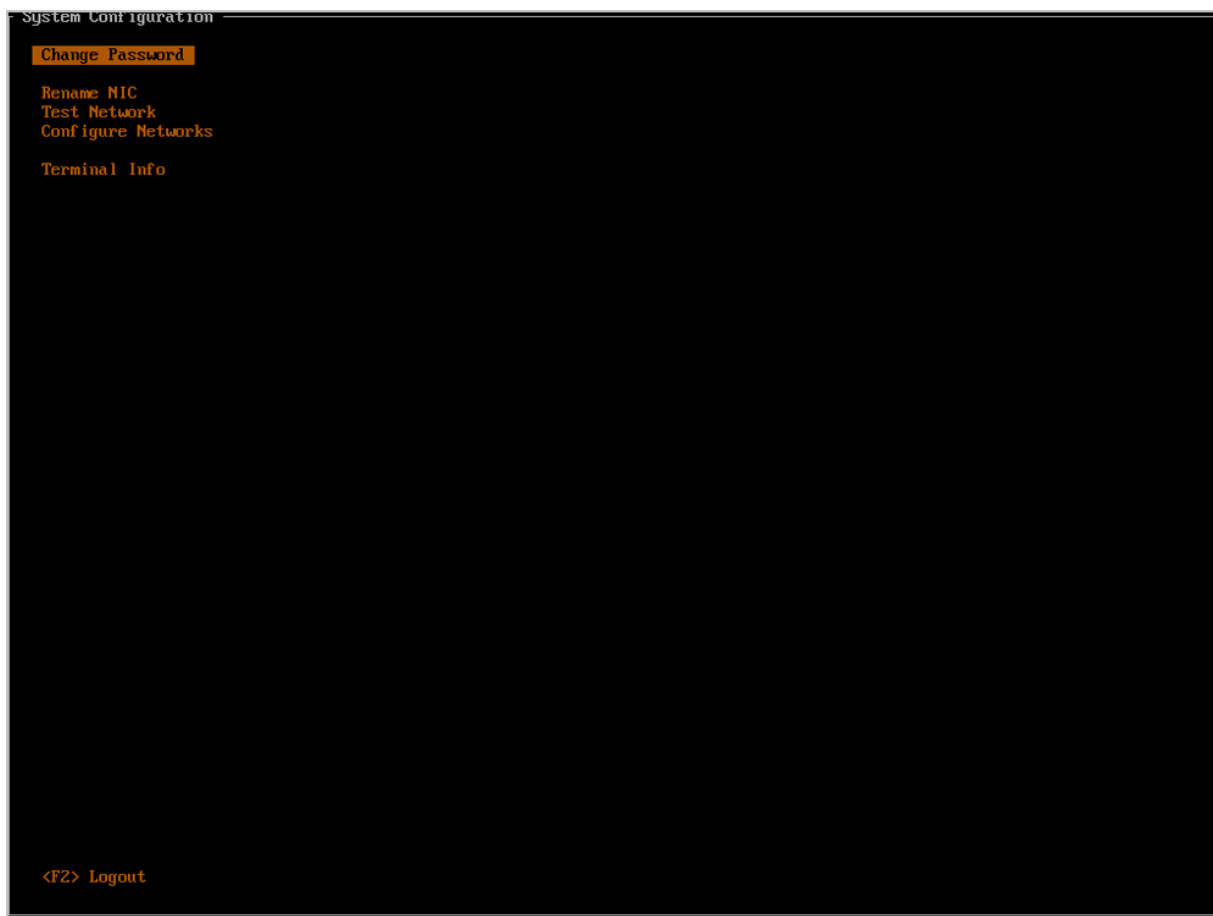 System Configuration
Change Password
Rename NIC
Test Network
Configure Networks
Terminal Info
<F2> Logout